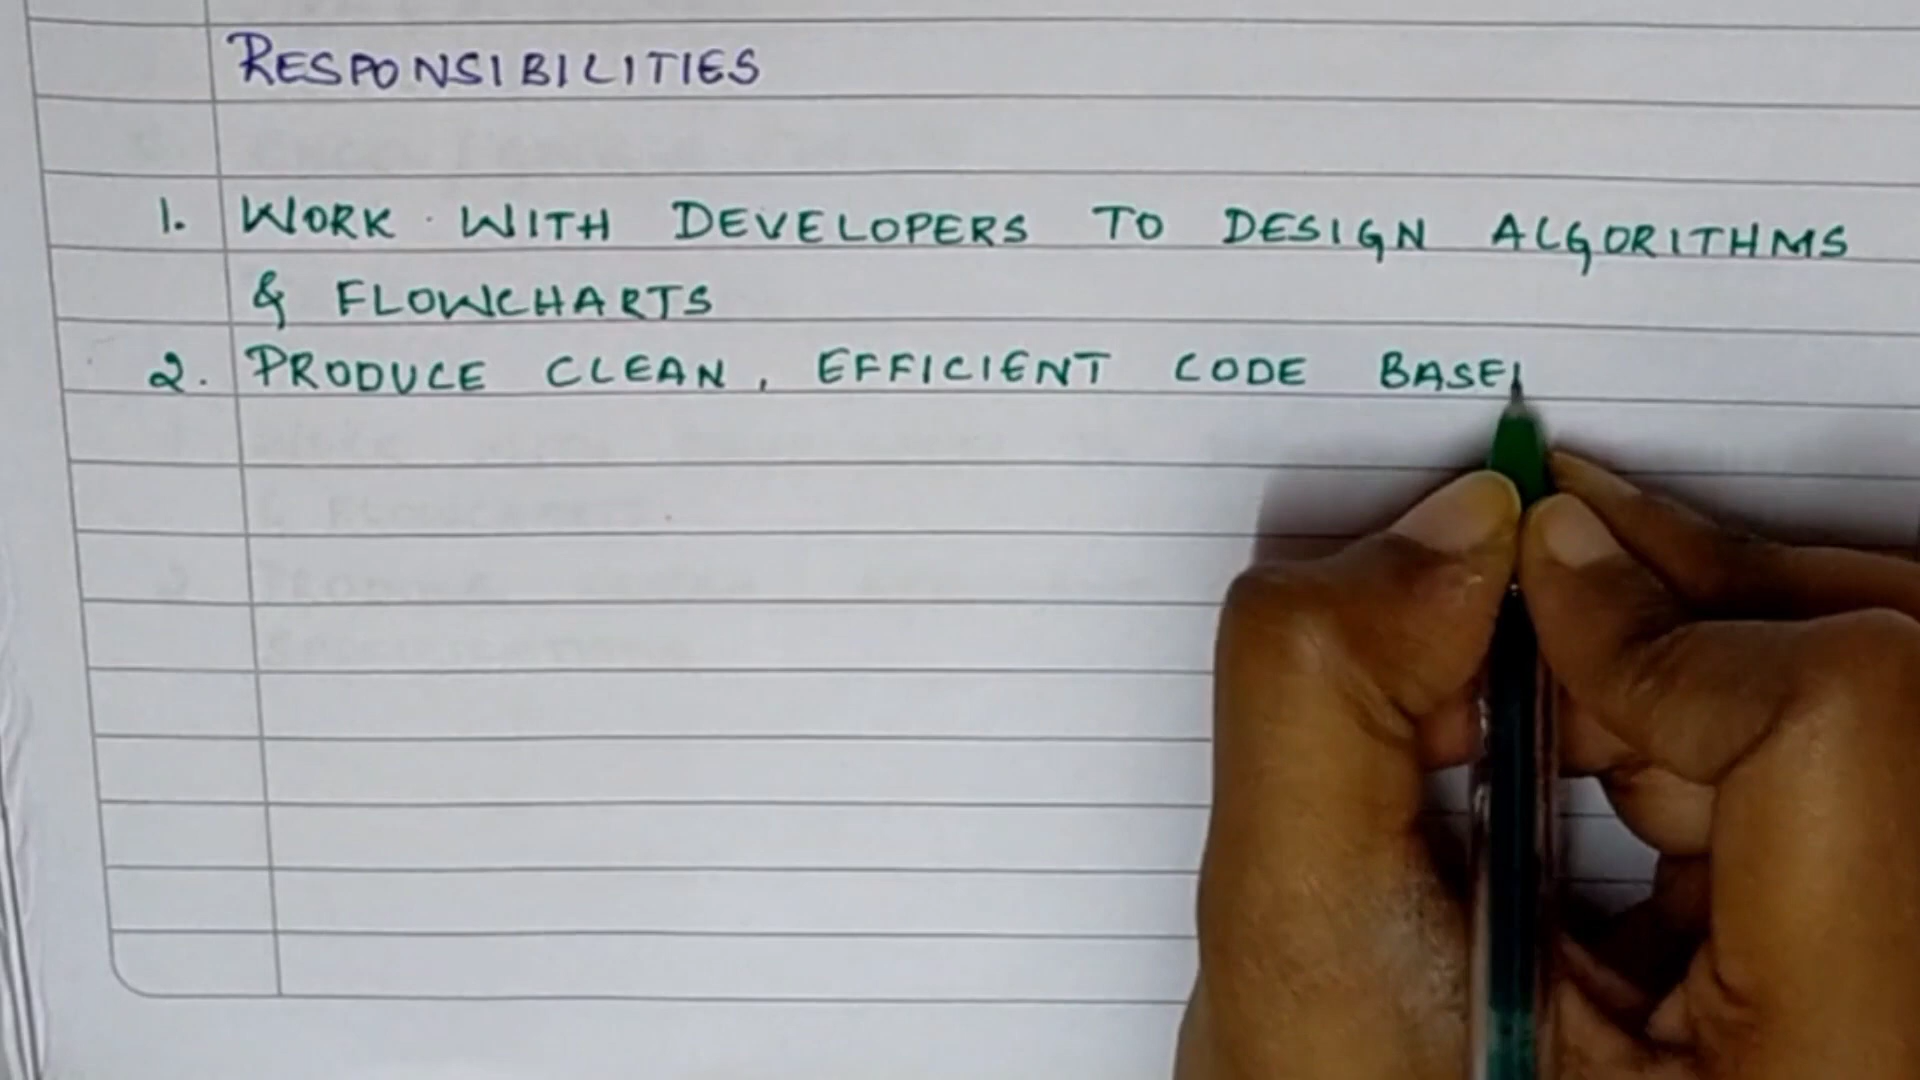 RESPONSIBILITIES
1. WORK WITH DEVELOPERS TO DESIGN ALGORITHMS
& FLOWCHARTS
2. PRODUCE CLEAN, EFFICIENT CODE BASE